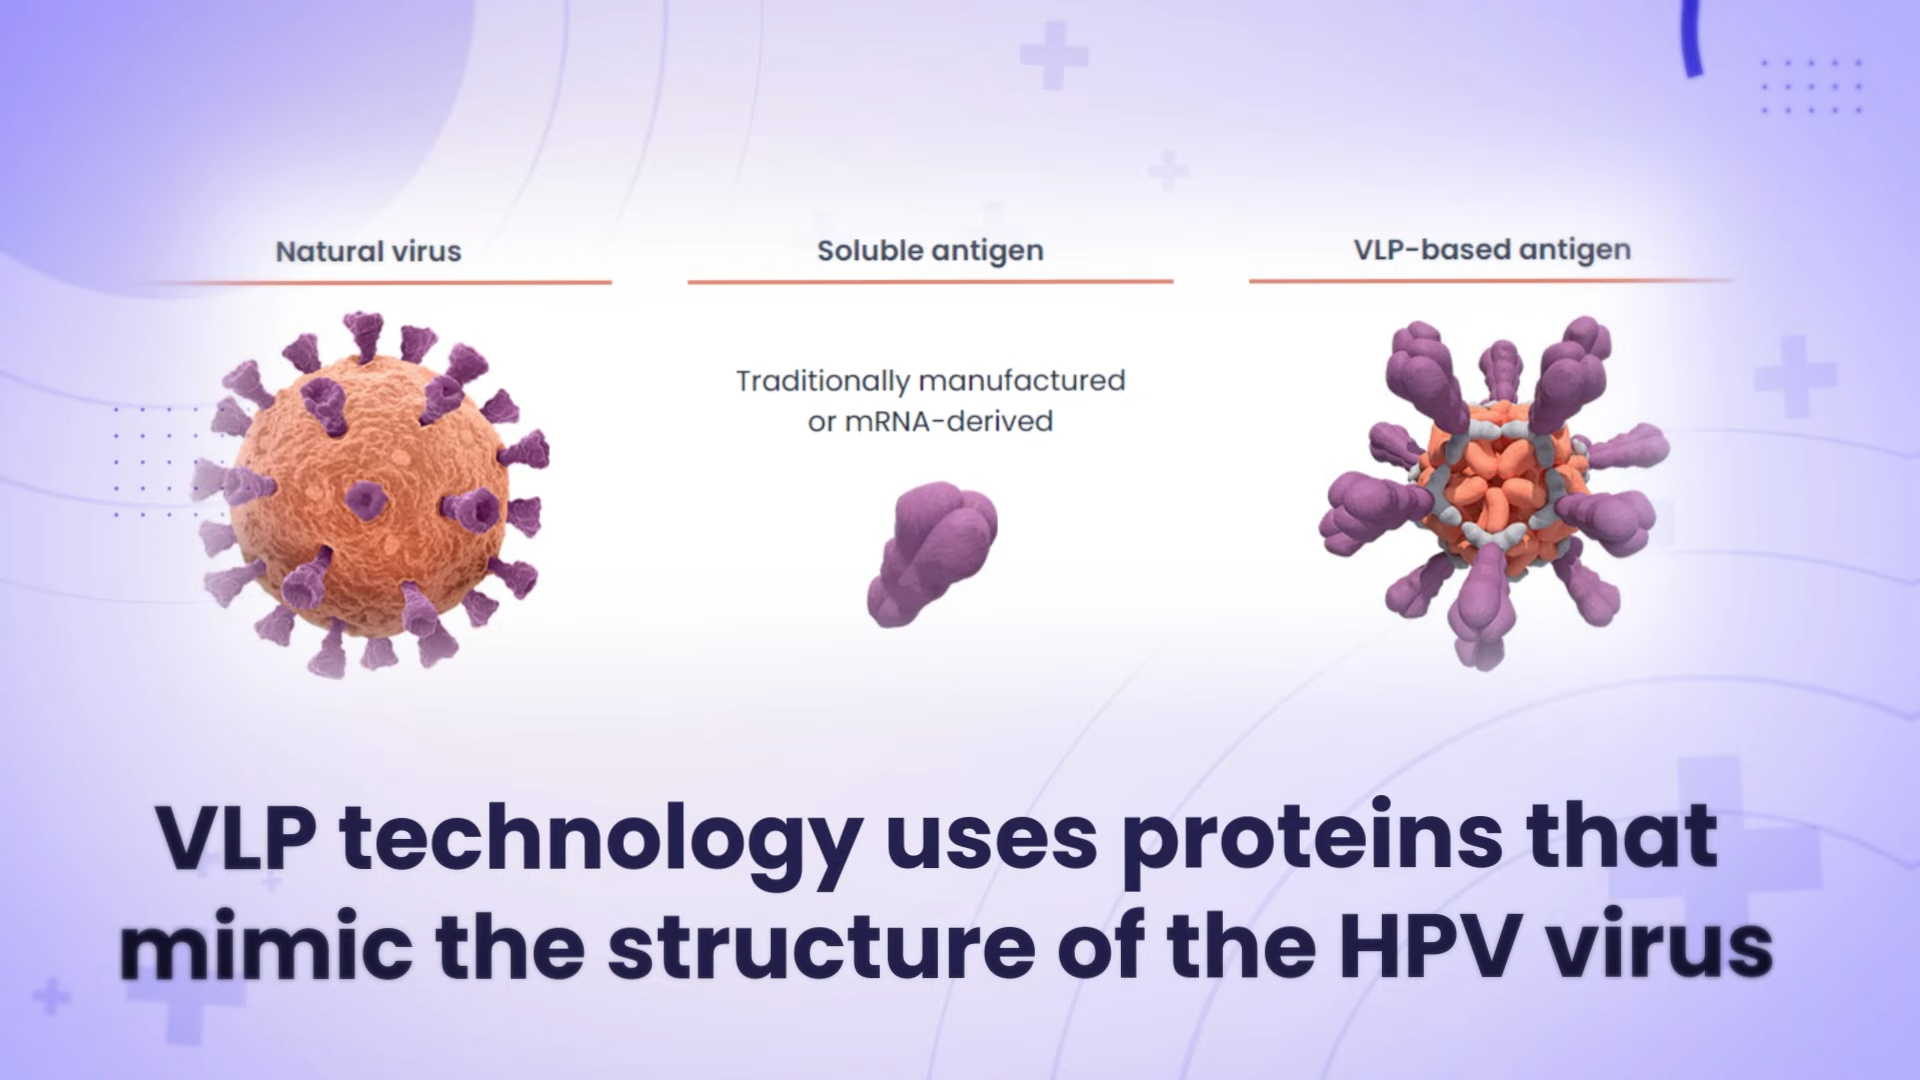 Natural virus
Soluble antigen
VLP-based antigen
Traditionally manufactured
or mRNA-derived
VLP technology uses proteins that
mimic the structure of the HPV virus